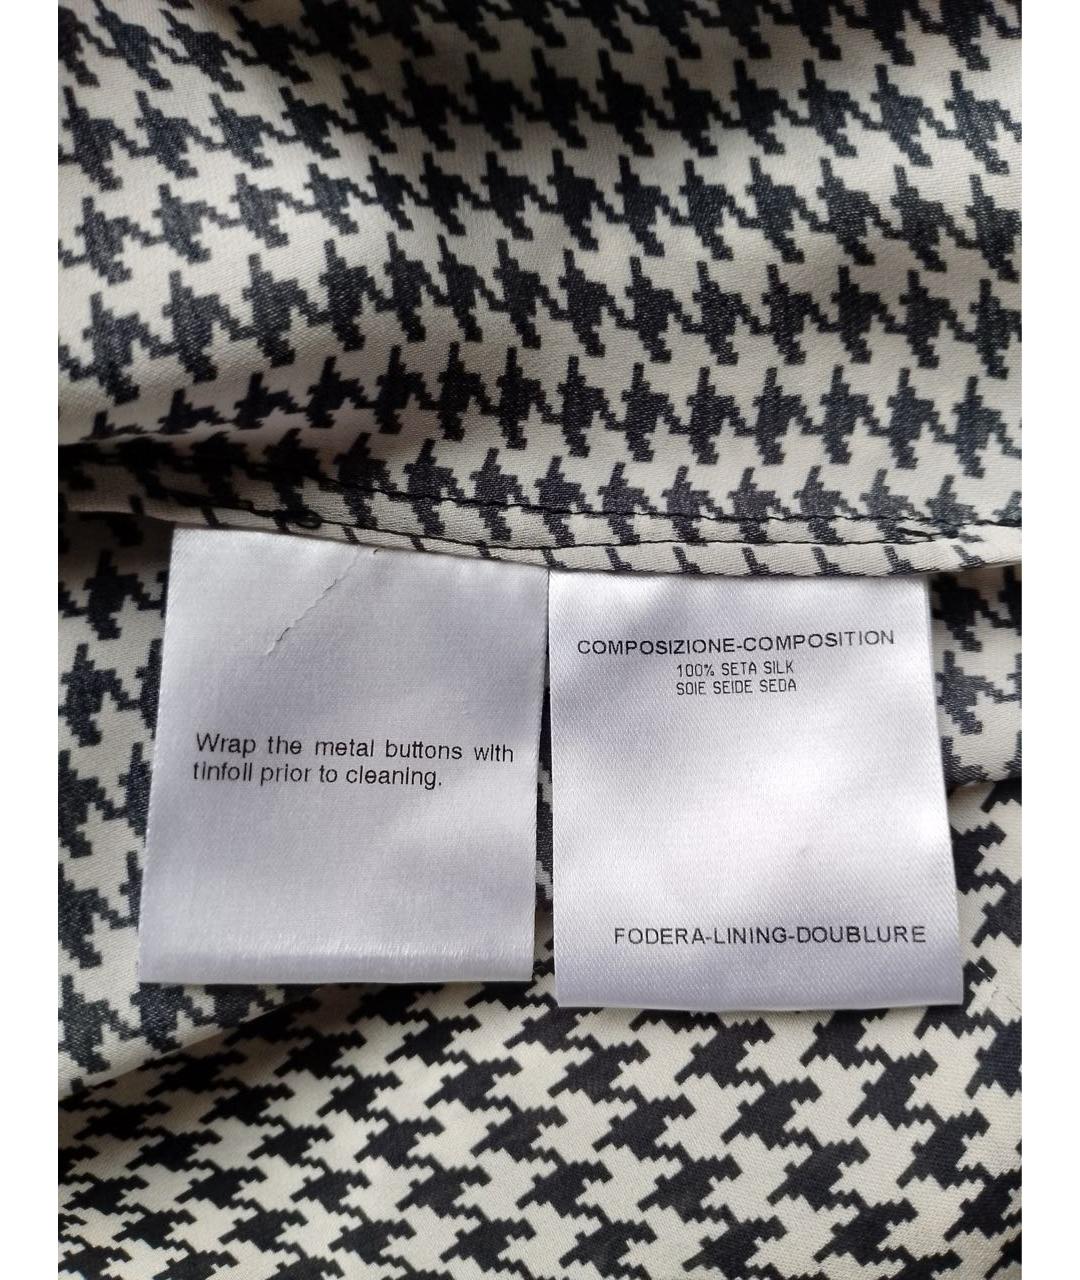 Wrap the metal buttons with
tinfoil prior to cleaning.
COMPOSIZIONE-COMPOSITION
100% SETA SILK
SOIE SEIDE SEDA
FODERA-LINING-DOUBLURE